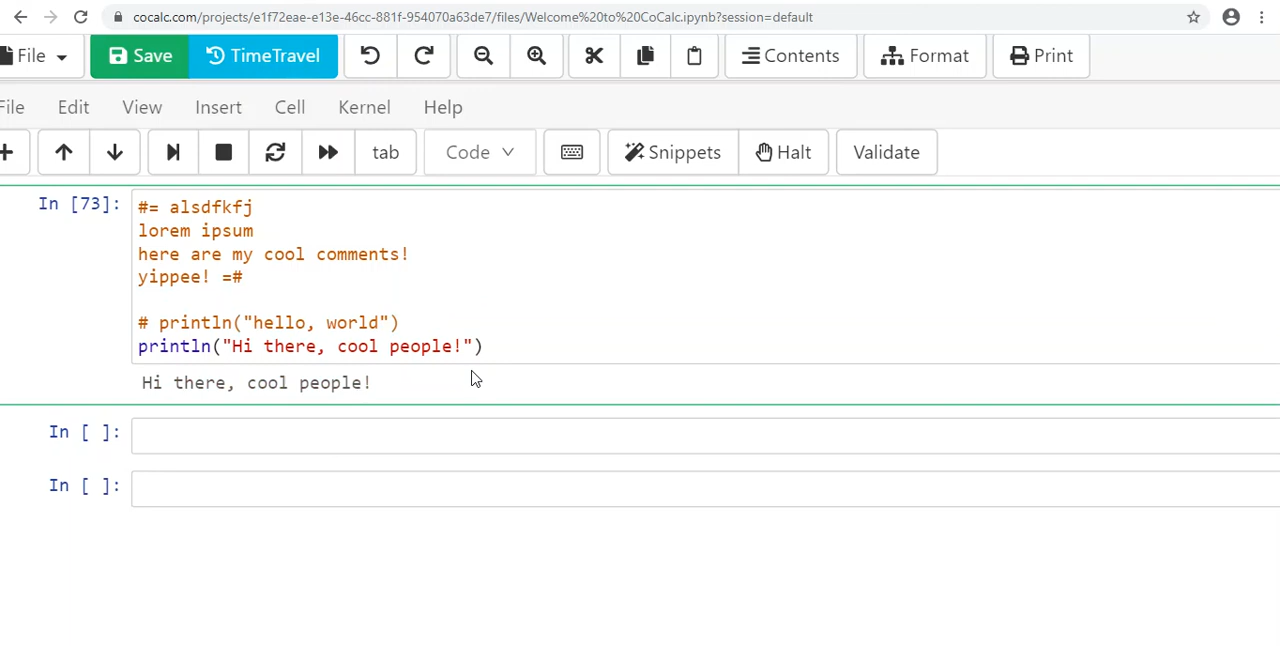 cocalc.com/projects/e1f72eae-e13e-46cc-881f-954070a63de7/files/Welcome%20to%20CoCalc.ipynb?session=default
File Save TimeTravel Contents Format Print
File Edit View Insert Cell Kernel Help
tab Code Snippets Halt Validate
In [73]: #= alsdfkfj
lorem ipsum
here are my cool comments!
yippee! =#
# println("hello, world")
println("Hi there, cool people!")
Hi there, cool people!
In [ ]:
In [ ]: